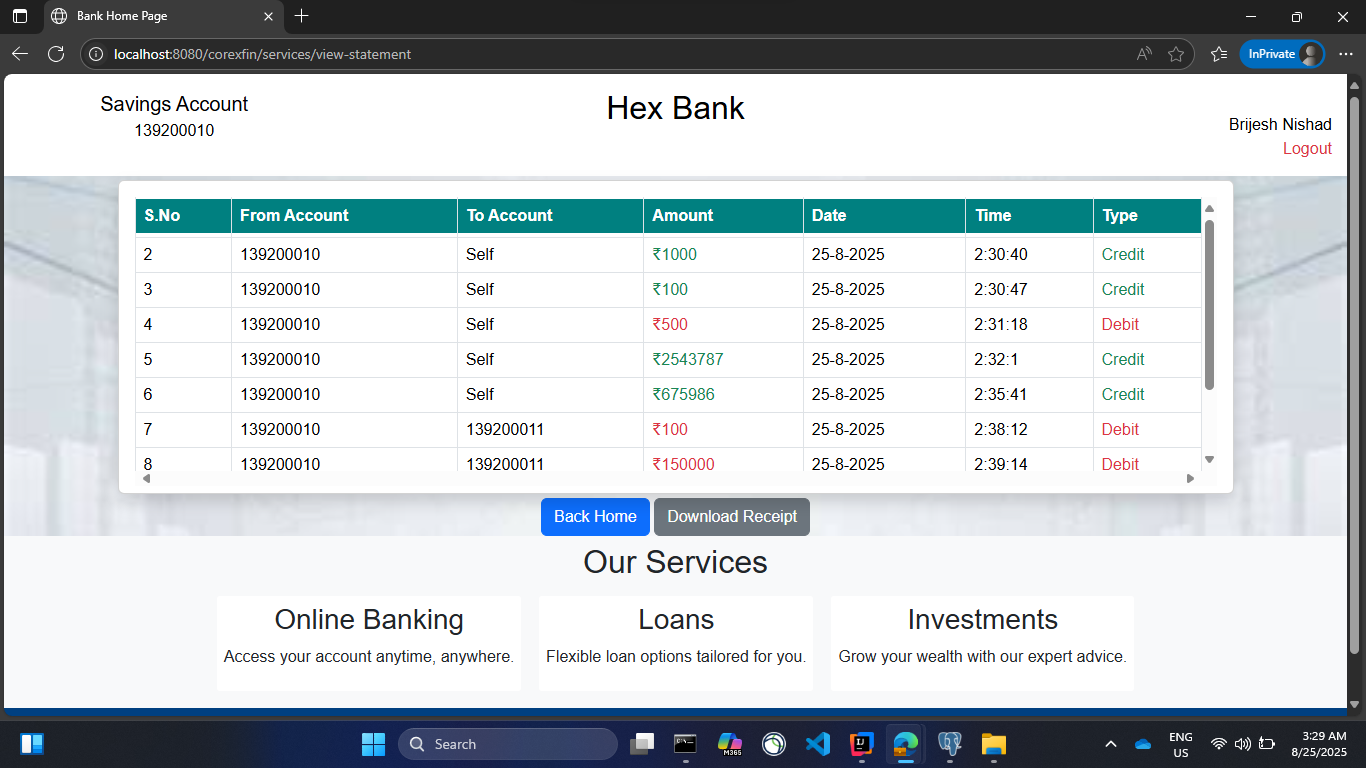 Bank Home Page
localhost:8080/corexfin/services/view-statement
InPrivate
Savings Account
139200010
Hex Bank
Brijesh Nishad
Logout
S.No From Account To Account Amount Date Time Type
2 139200010 Self ₹1000 25-8-2025 2:30:40 Credit
3 139200010 Self ₹100 25-8-2025 2:30:47 Credit
4 139200010 Self ₹500 25-8-2025 2:31:18 Debit
5 139200010 Self ₹2543787 25-8-2025 2:32:1 Credit
6 139200010 Self ₹675986 25-8-2025 2:35:41 Credit
7 139200010 139200011 ₹100 25-8-2025 2:38:12 Debit
8 139200010 139200011 ₹150000 25-8-2025 2:39:14 Debit
Back Home Download Receipt
Our Services
Online Banking
Access your account anytime, anywhere.
Loans
Flexible loan options tailored for you.
Investments
Grow your wealth with our expert advice.
Search
M365
ENG
US
3:29 AM
8/25/2025